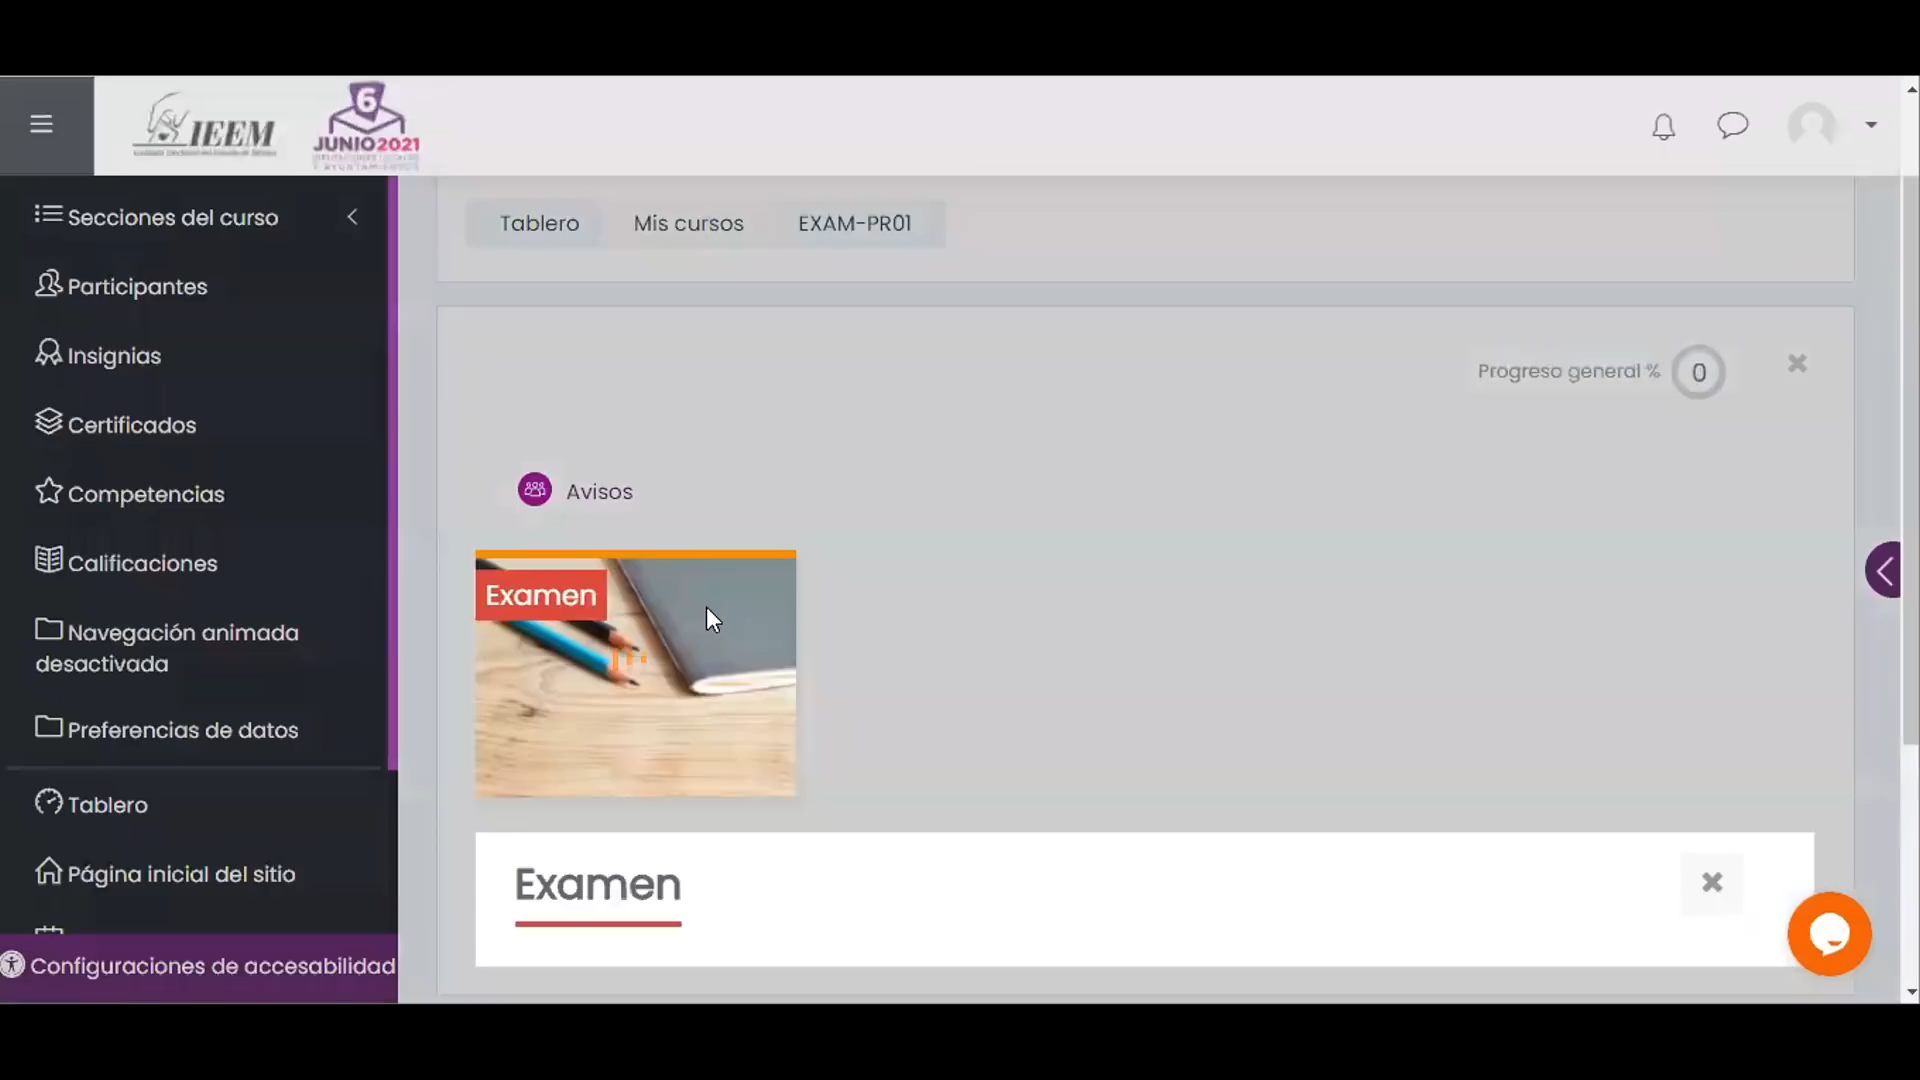 IEEM
6
JUNIO2021
Secciones del curso
Participantes
Insignias
Certificados
Competencias
Calificaciones
Navegación animada
desactivada
Preferencias de datos
Tablero
Página inicial del sitio
Configuraciones de accesabilidad
Tablero
Mis cursos
EXAM-PR01
Progreso general %
0
Avisos
Examen
Examen